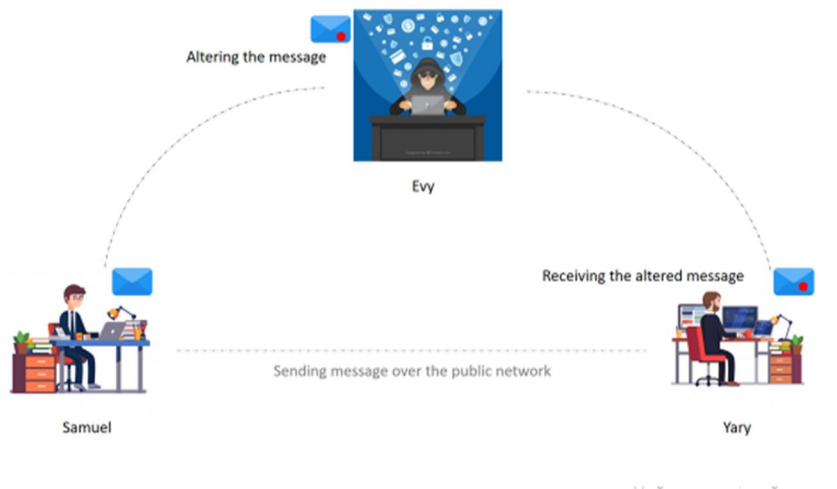 Altering the message
Evy
Receiving the altered message
Sending message over the public network
Samuel
Yary